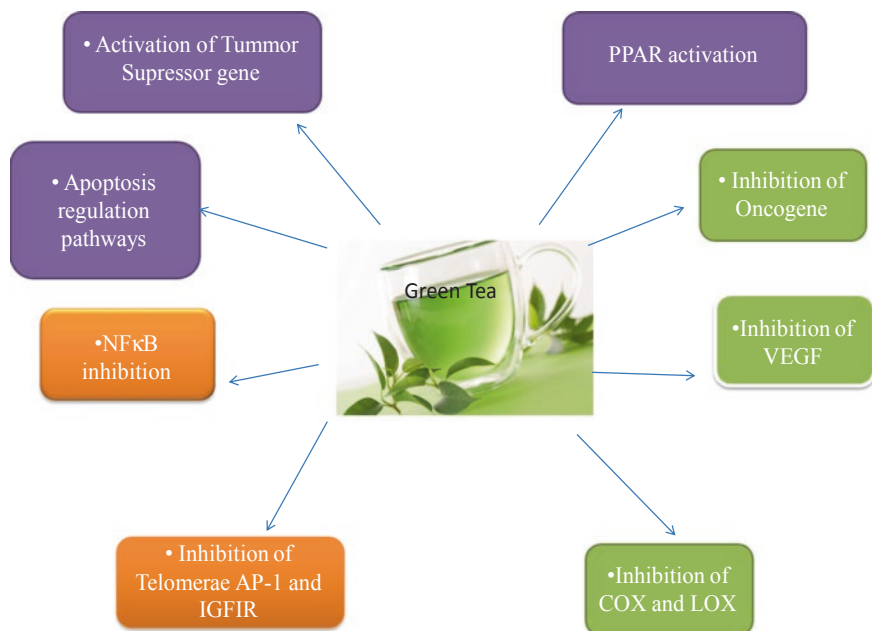 • Activation of Tummor
Supressor gene
PPAR activation
• Apoptosis
regulation
pathways
• Inhibition of
Oncogene
Green Tea
•NFκB
inhibition
•Inhibition of
VEGF
• Inhibition of
Telomerae AP-1 and
IGFIR
•Inhibition of
COX and LOX